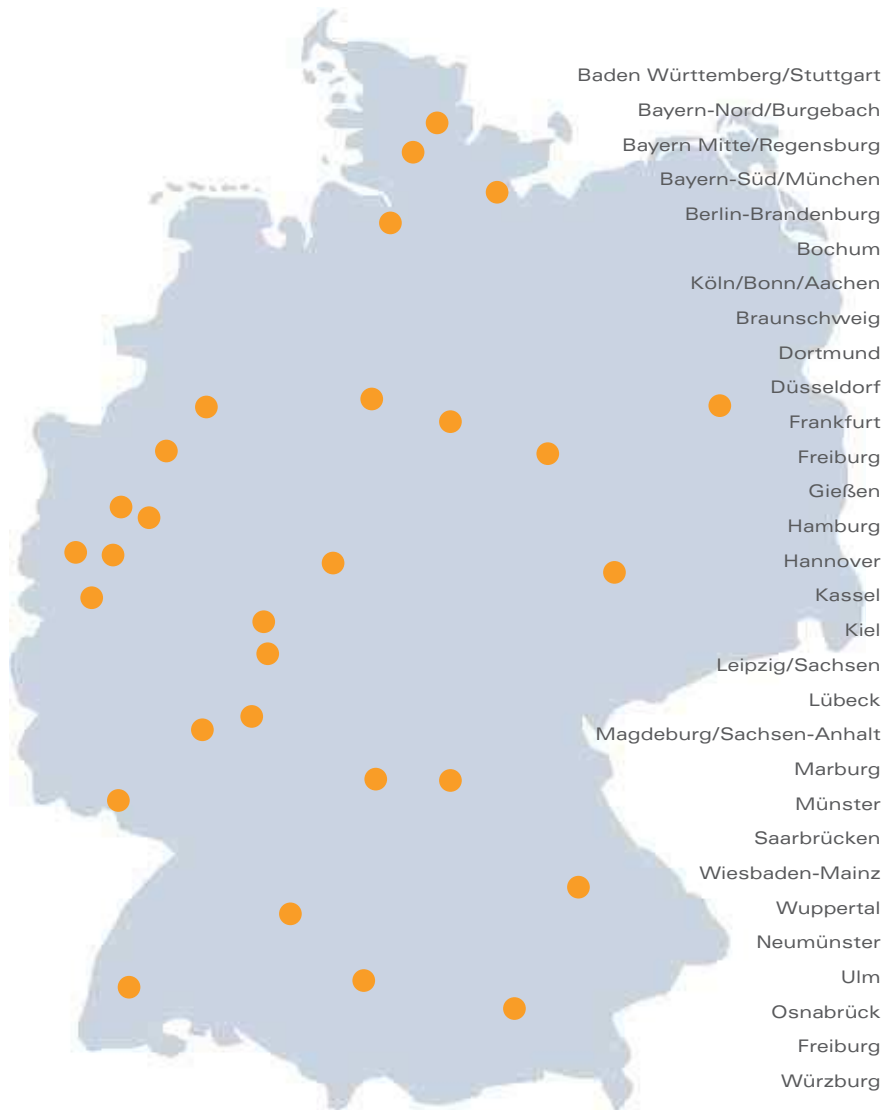 Baden Württemberg/Stuttgart
Bayern-Nord/Burgebach
Bayern Mitte/Regensburg
Bayern-Süd/München
Berlin-Brandenburg
Bochum
Köln/Bonn/Aachen
Braunschweig
Dortmund
Düsseldorf
Frankfurt
Freiburg
Gießen
Hamburg
Hannover
Kassel
Kiel
Leipzig/Sachsen
Lübeck
Magdeburg/Sachsen-Anhalt
Marburg
Münster
Saarbrücken
Wiesbaden-Mainz
Wuppertal
Neumünster
Ulm
Osnabrück
Freiburg
Würzburg